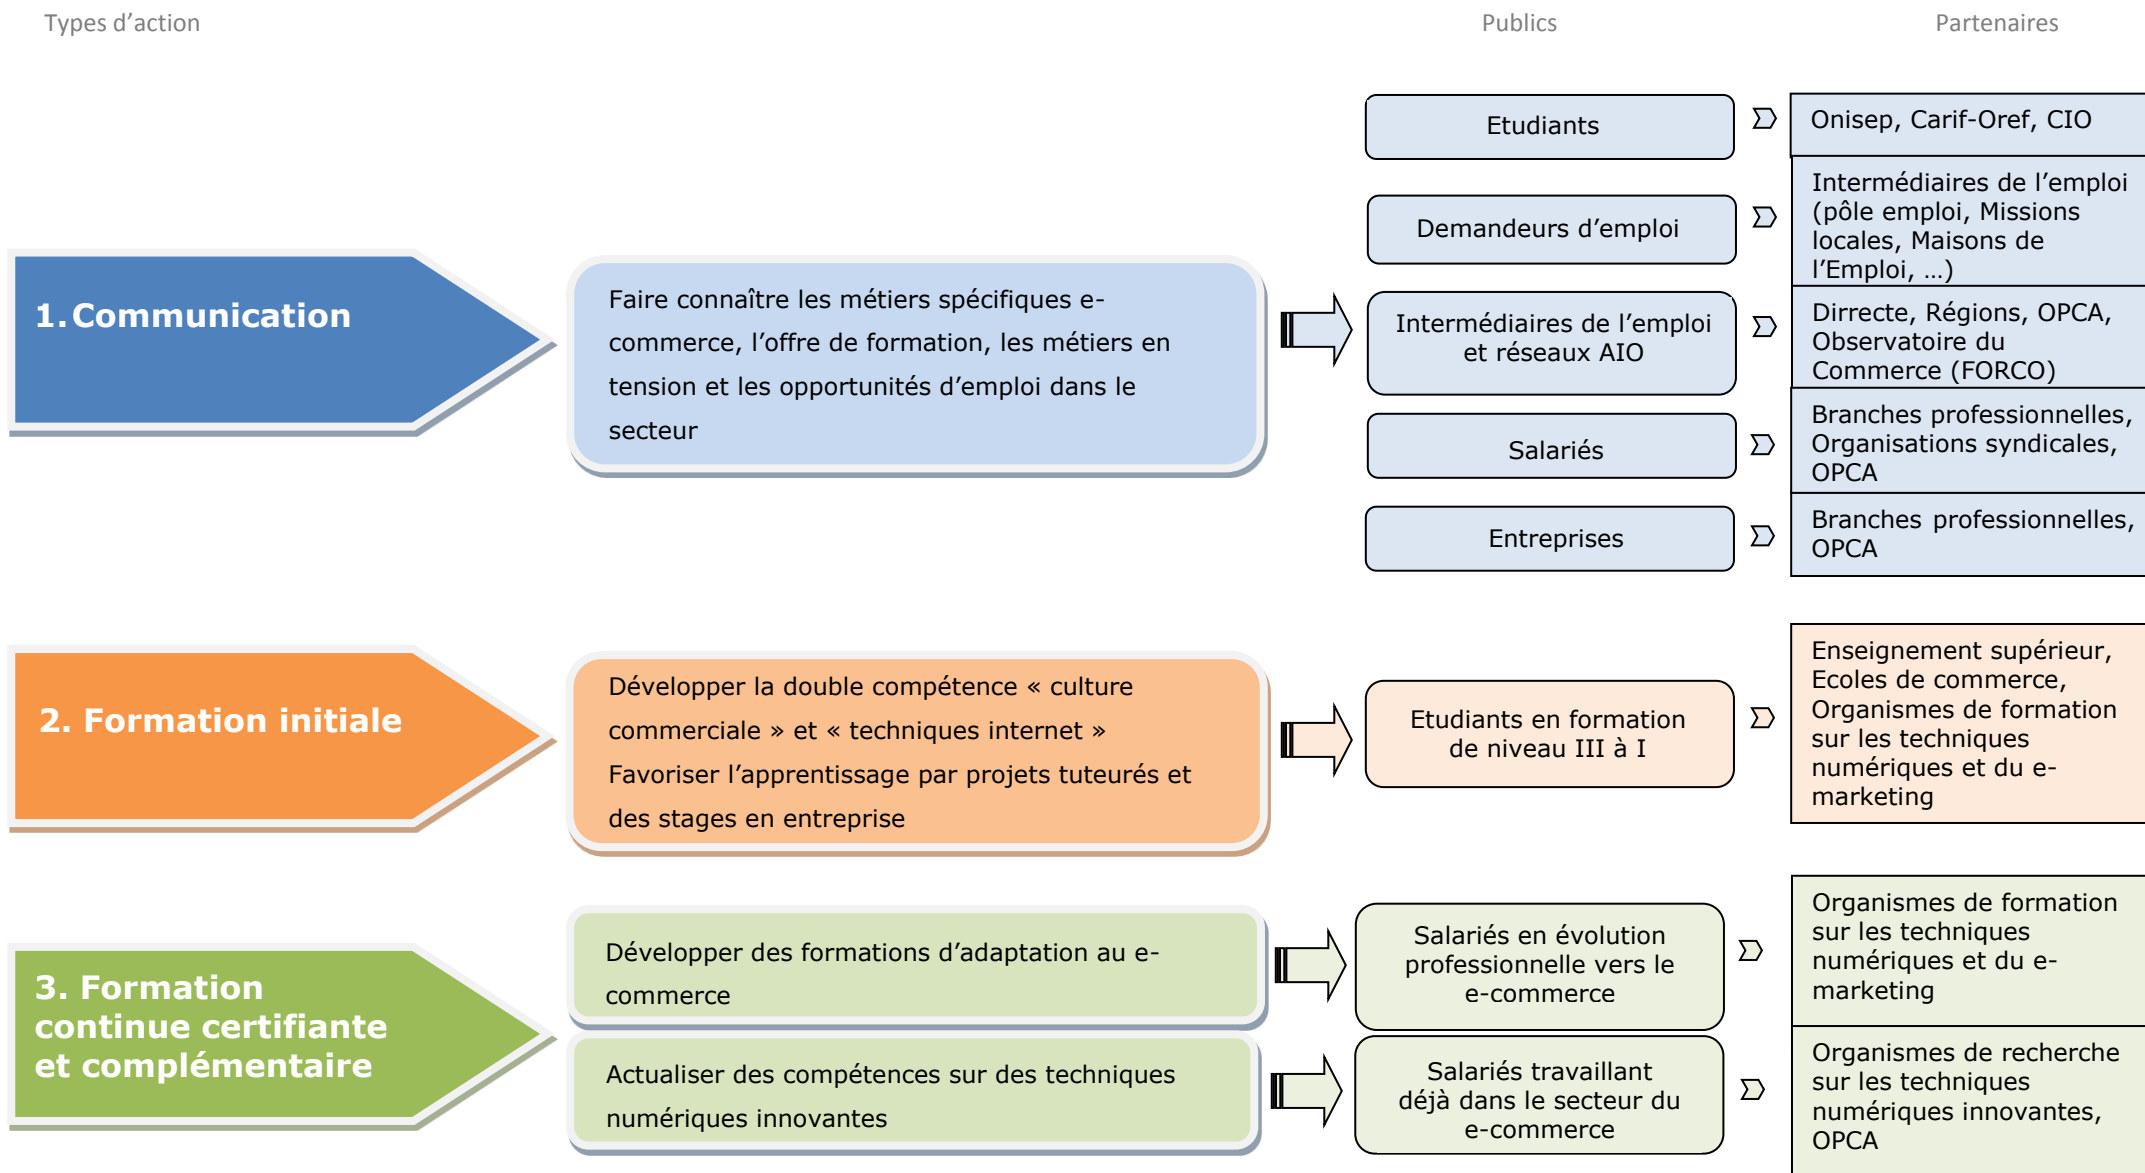 Types d’action
Publics
Partenaires
1. Communication
Faire connaître les métiers spécifiques e-
commerce, l’offre de formation, les métiers en
tension et les opportunités d’emploi dans le
secteur
Etudiants
Onisep, Carif-Oref, CIO
Demandeurs d’emploi
Intermédiaires de l’emploi
(pôle emploi, Missions
locales, Maisons de
l’Emploi, …)
Intermédiaires de l’emploi
et réseaux AIO
Dirrecte, Régions, OPCA,
Observatoire du
Commerce (FORCO)
Salariés
Branches professionnelles,
Organisations syndicales,
OPCA
Entreprises
Branches professionnelles,
OPCA
2. Formation initiale
Développer la double compétence « culture
commerciale » et « techniques internet »
Favoriser l’apprentissage par projets tuteurés et
des stages en entreprise
Etudiants en formation
de niveau III à I
Enseignement supérieur,
Ecoles de commerce,
Organismes de formation
sur les techniques
numériques et du e-
marketing
3. Formation
continue certifiante
et complémentaire
Développer des formations d’adaptation au e-
commerce
Salariés en évolution
professionnelle vers le
e-commerce
Organismes de formation
sur les techniques
numériques et du e-
marketing
Actualiser des compétences sur des techniques
numériques innovantes
Salariés travaillant
déjà dans le secteur du
e-commerce
Organismes de recherche
sur les techniques
numériques innovantes,
OPCA